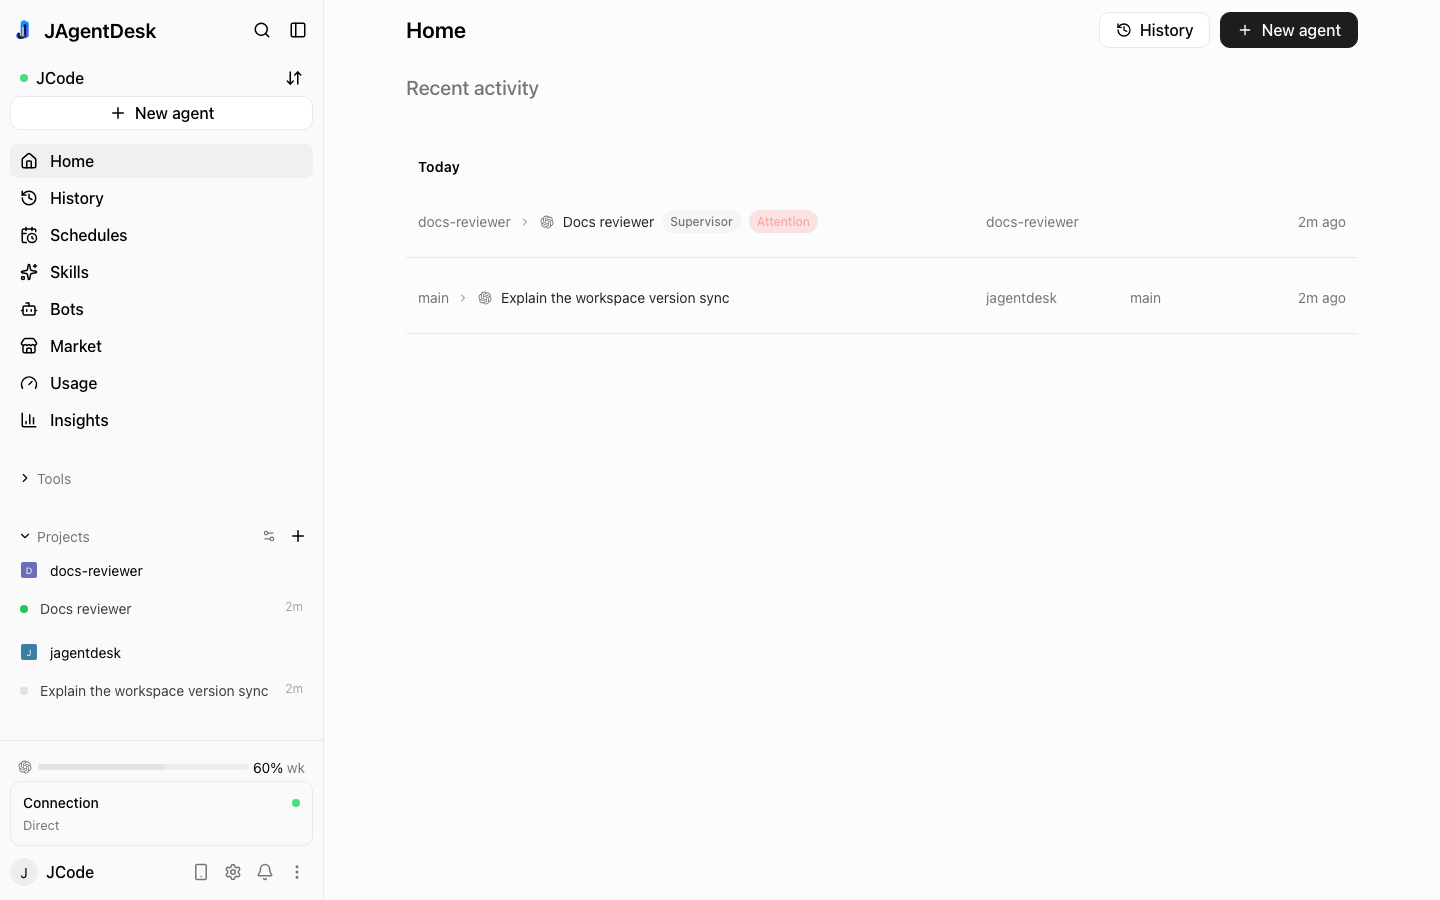 JAgentDesk
JCode
New agent
Home
History
Schedules
Skills
Bots
Market
Usage
Insights
Tools
Projects
D docs-reviewer
Docs reviewer 2m
J jagentdesk
Explain the workspace version sync 2m
60% wk
Connection
Direct
J JCode
Home
History
New agent
Recent activity
Today
docs-reviewer > Docs reviewer Supervisor Attention docs-reviewer 2m ago
main > Explain the workspace version sync jagentdesk main 2m ago